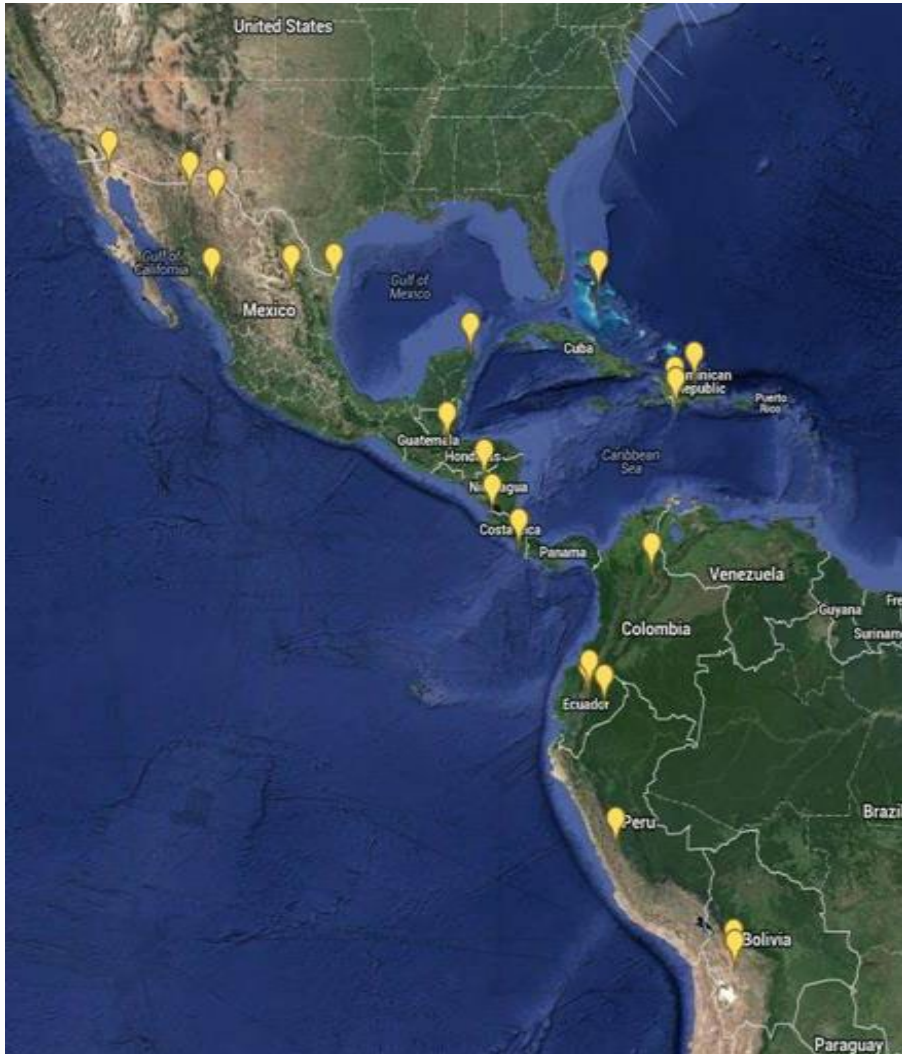 United States
Gulf of
California
Gulf of
Mexico
Mexico
Cuba
Dominican
Republic
Puerto
Rico
Guatemala
Honduras
Caribbean
Sea
Nicaragua
Costa Rica
Panama
Venezuela
Guyana
Suriname
Colombia
Ecuador
Peru
Brazil
Bolivia
Paraguay